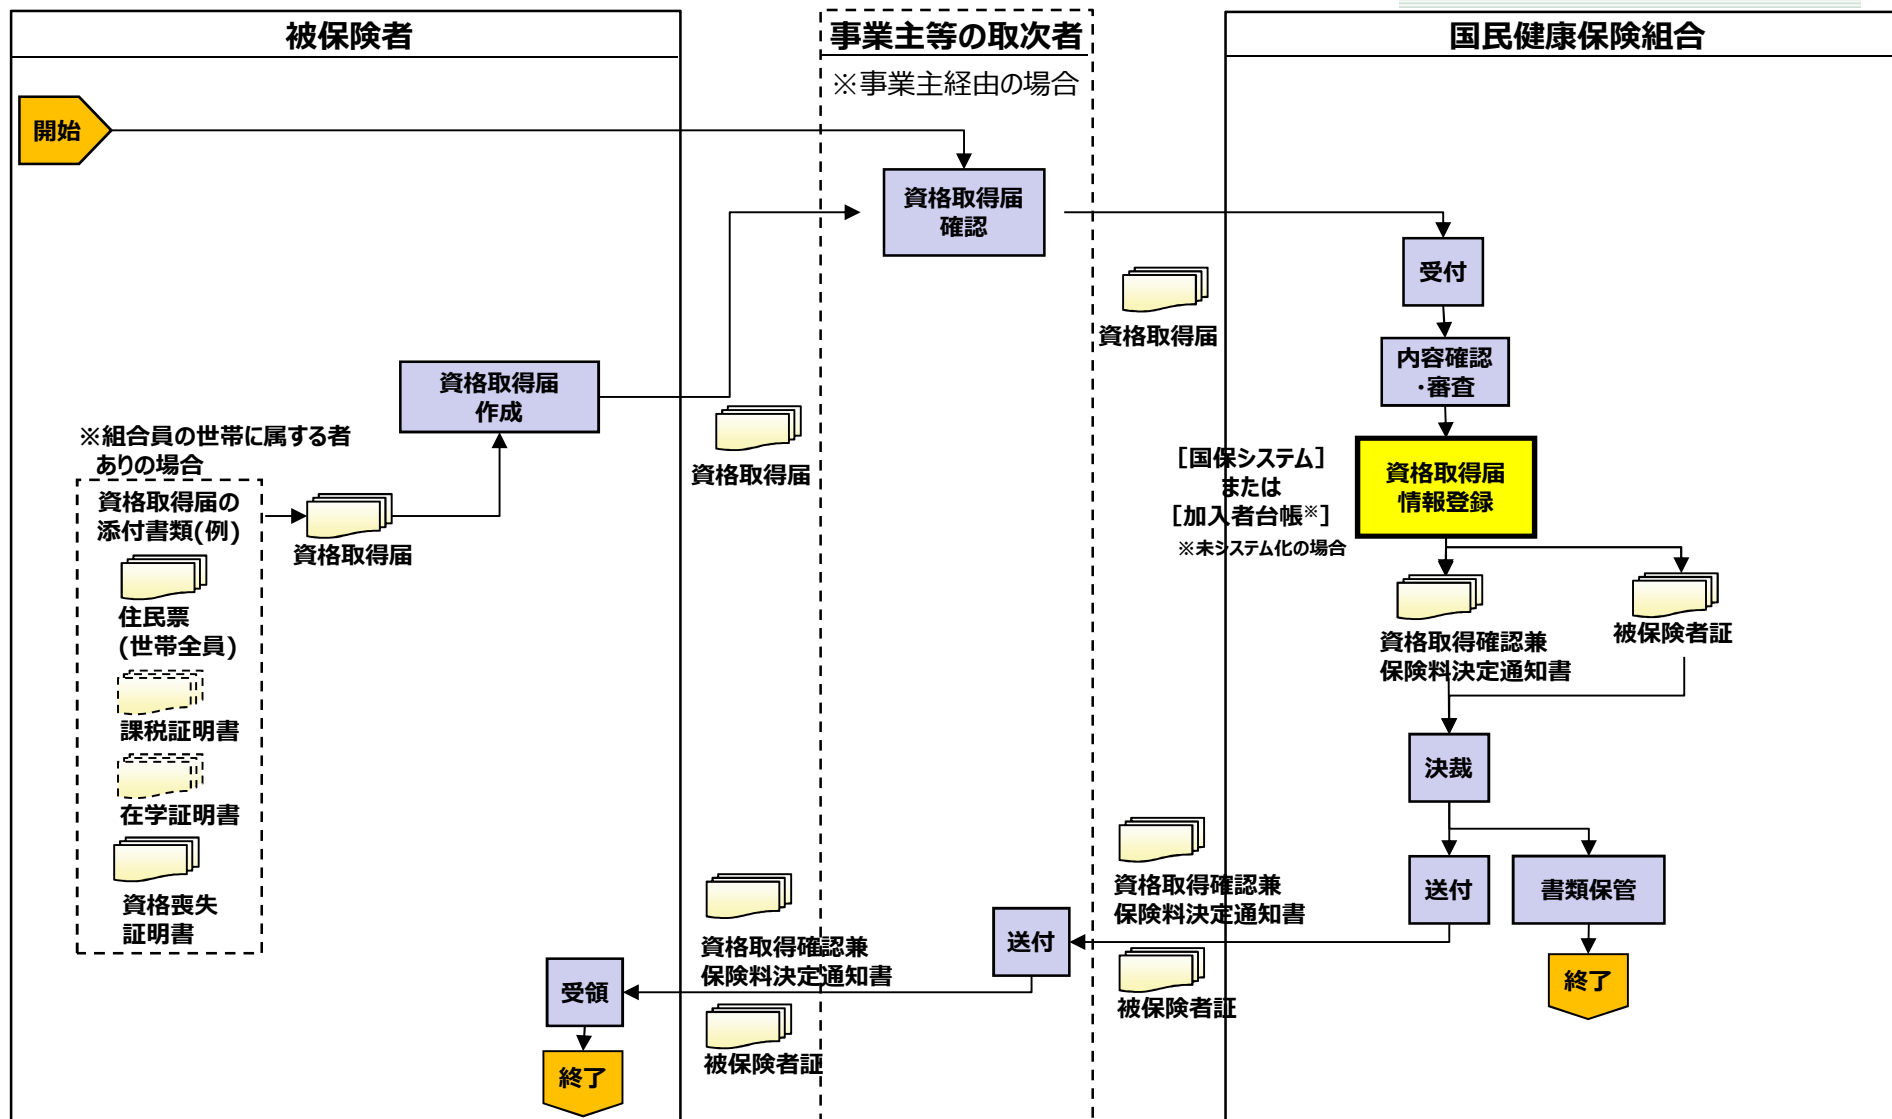 被保険者
事業主等の取次者
※事業主経由の場合
国民健康保険組合
開始
資格取得届
確認
受付
資格取得届
内容確認
・審査
資格取得届
作成
資格取得届
※組合員の世帯に属する者
ありの場合
資格取得届の
添付書類(例)
資格取得届
住民票
(世帯全員)
課税証明書
在学証明書
資格喪失
証明書
[国保システム]
または
[加入者台帳※]
※未システム化の場合
資格取得届
情報登録
資格取得確認兼
保険料決定通知書
被保険者証
決裁
送付
書類保管
終了
資格取得確認兼
保険料決定通知書
被保険者証
送付
資格取得確認兼
保険料決定通知書
被保険者証
受領
終了